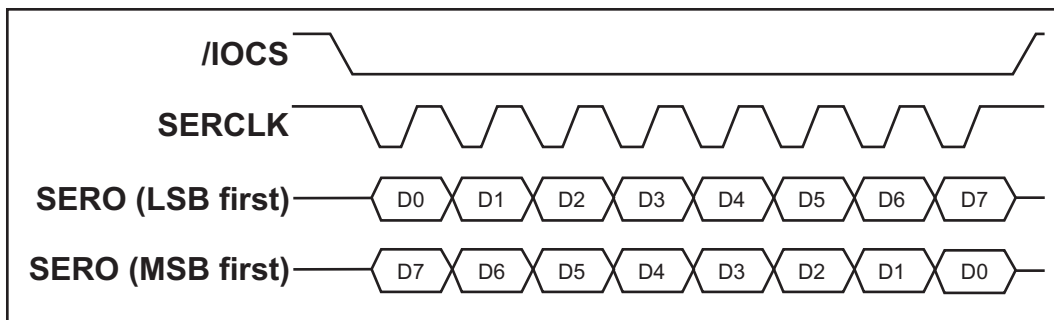 /IOCS
SERCLK
SERO (LSB first) D0 D1 D2 D3 D4 D5 D6 D7
SERO (MSB first) D7 D6 D5 D4 D3 D2 D1 D0